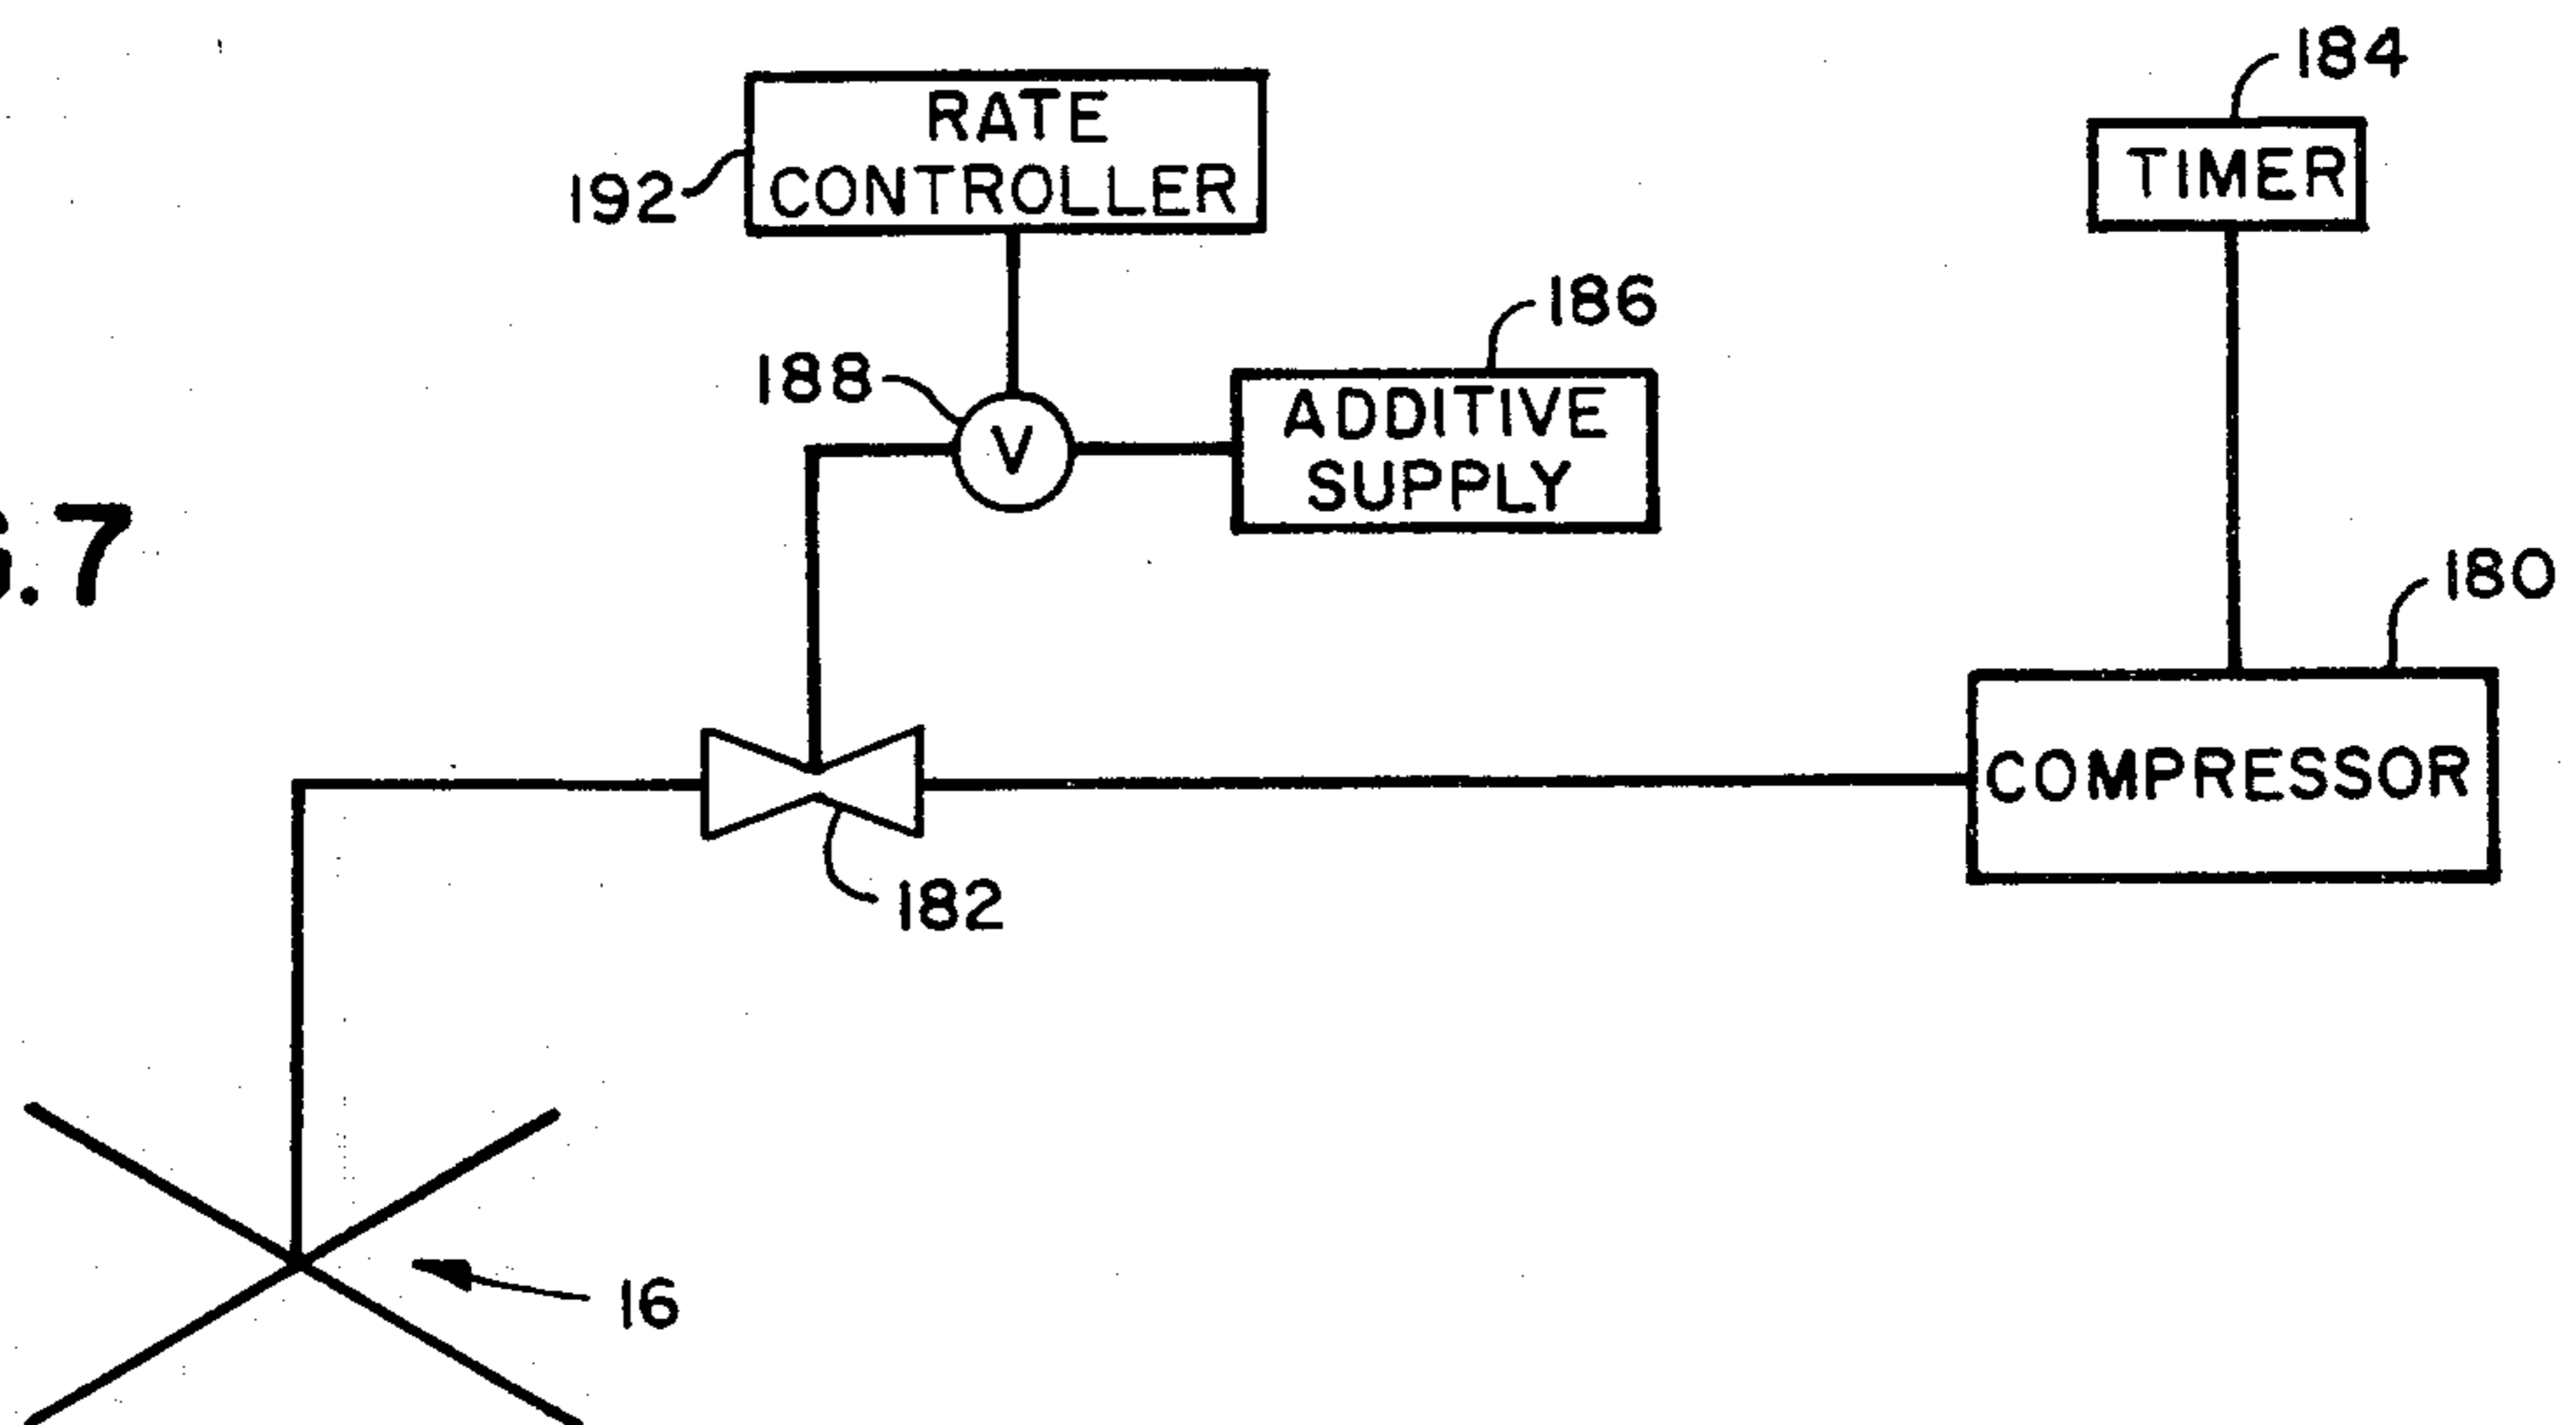 184
RATE
CONTROLLER
192
TIMER
186
188
V
ADDITIVE
SUPPLY
G.7
180
COMPRESSOR
182
16